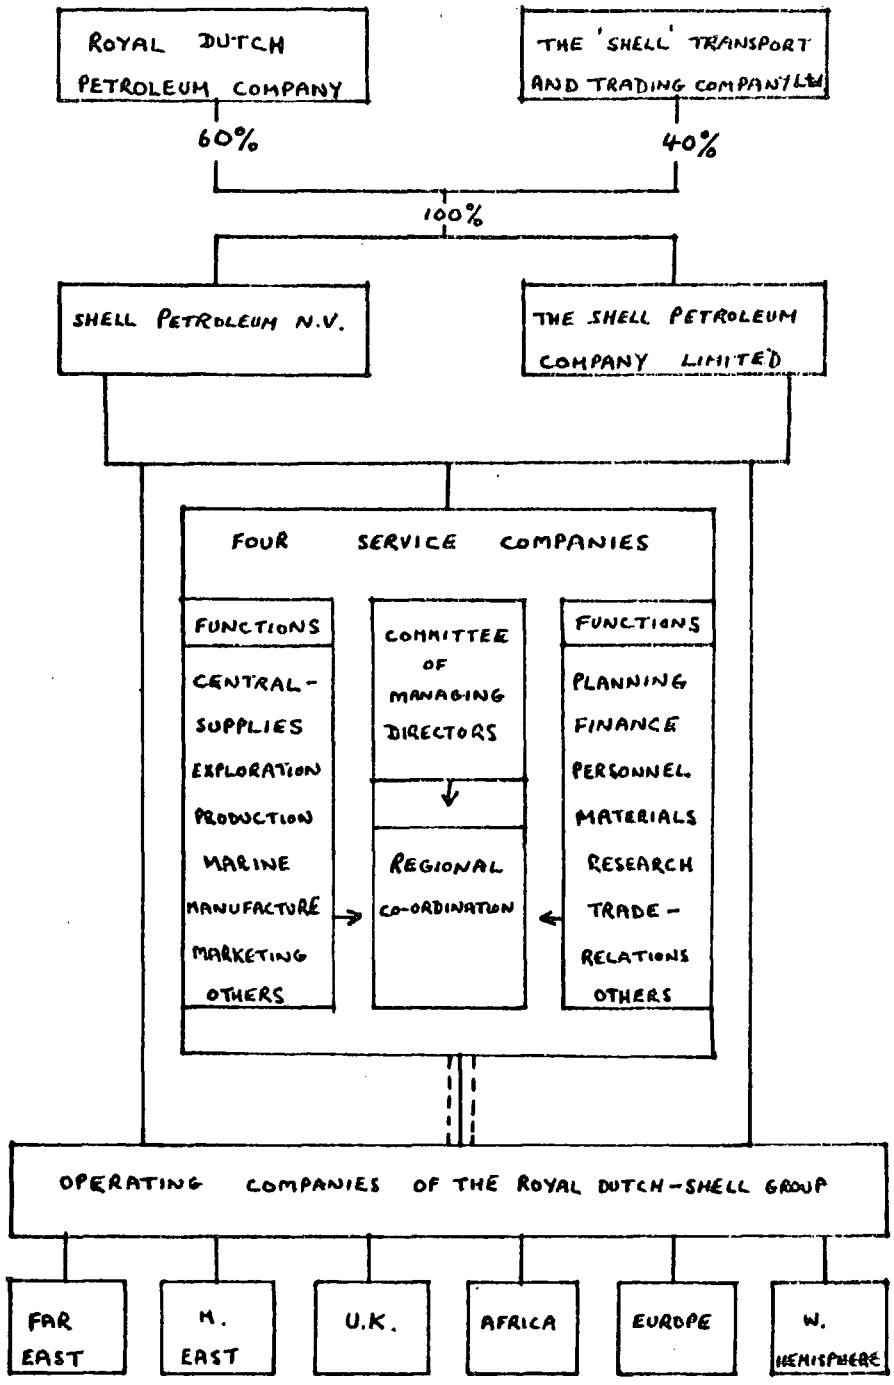 ROYAL DUTCH
PETROLEUM COMPANY
THE 'SHELL' TRANSPORT
AND TRADING COMPANY Ltd
60%
40%
100%
SHELL PETROLEUM N.V.
THE SHELL PETROLEUM
COMPANY LIMITED
FOUR SERVICE COMPANIES
FUNCTIONS
CENTRAL-
SUPPLIES
EXPLORATION
PRODUCTION
MARINE
MANUFACTURE
MARKETING
OTHERS
COMMITTEE
OF
MANAGING
DIRECTORS
REGIONAL
CO-ORDINATION
FUNCTIONS
PLANNING
FINANCE
PERSONNEL
MATERIALS
RESEARCH
TRADE-
RELATIONS
OTHERS
OPERATING COMPANIES OF THE ROYAL DUTCH-SHELL GROUP
FAR
EAST
M.
EAST
U.K.
AFRICA
EUROPE
W.
HEMISPHERE